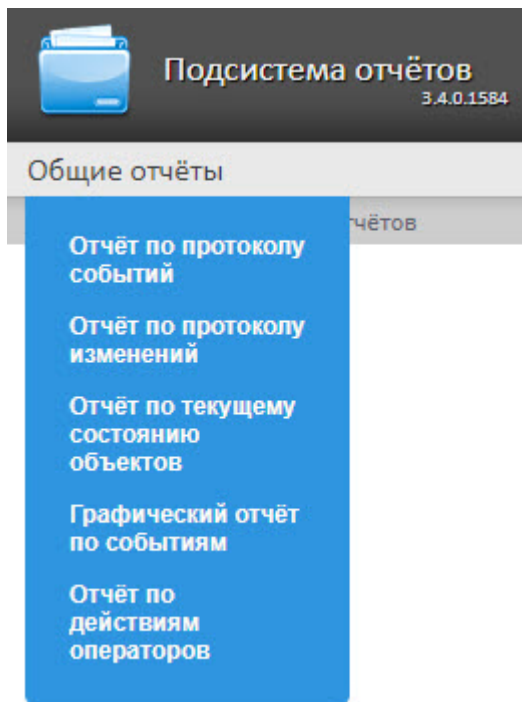 Подсистема отчётов
3.4.0.1584
Общие отчёты
чётов
Отчёт по протоколу
событий
Отчёт по протоколу
изменений
Отчёт по текущему
состоянию
объектов
Графический отчёт
по событиям
Отчёт по
действиям
операторов